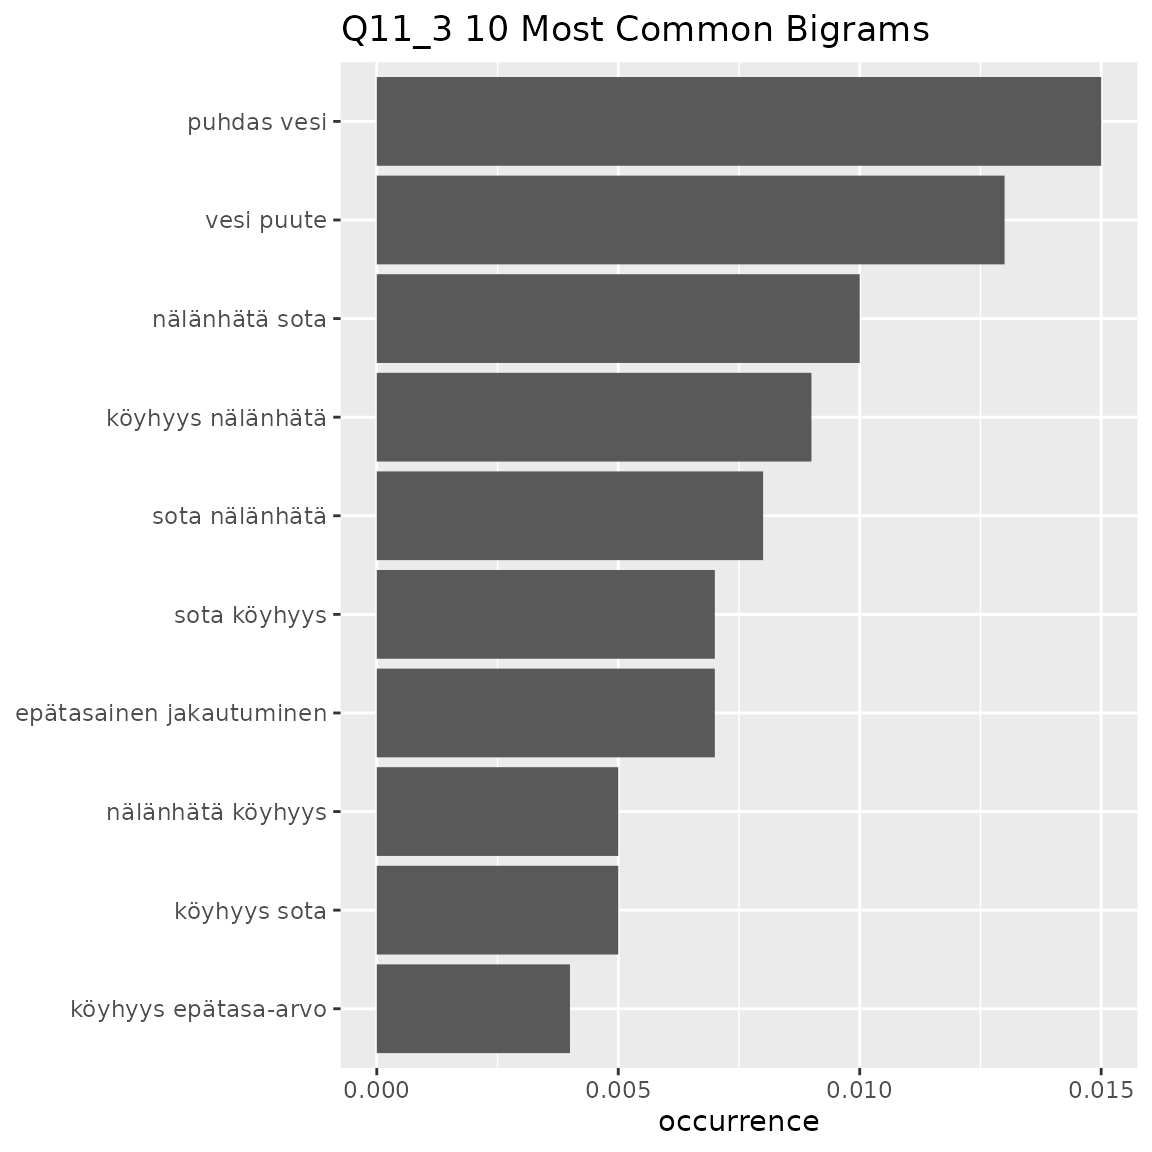 Q11_3 10 Most Common Bigrams
puhdas vesi
vesi puute
nälänhätä sota
köyhyys nälänhätä
sota nälänhätä
sota köyhyys
epätasainen jakautuminen
nälänhätä köyhyys
köyhyys sota
köyhyys epätasa-arvo
0.000 0.005 0.010 0.015
occurrence